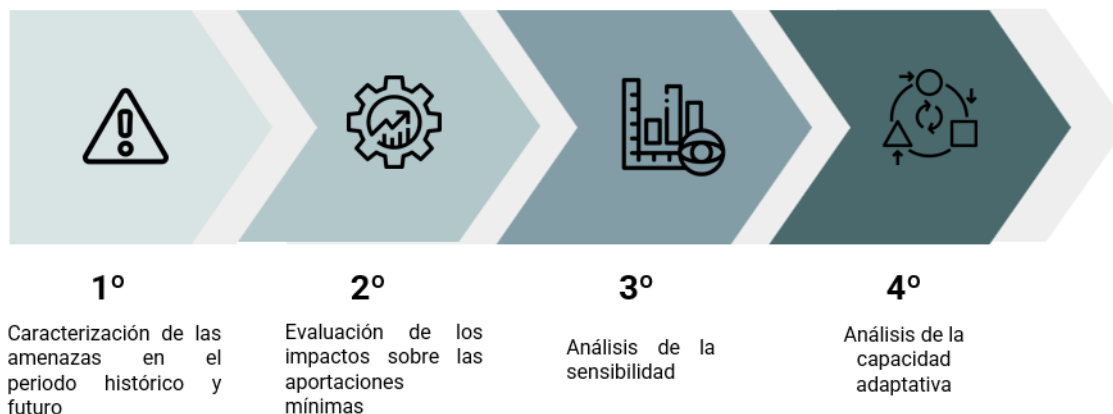 1º
Caracterización de las
amenazas en el
periodo histórico y
futuro
2º
Evaluación de los
impactos sobre las
aportaciones
mínimas
3º
Análisis de la
sensibilidad
4º
Análisis de la
capacidad
adaptativa